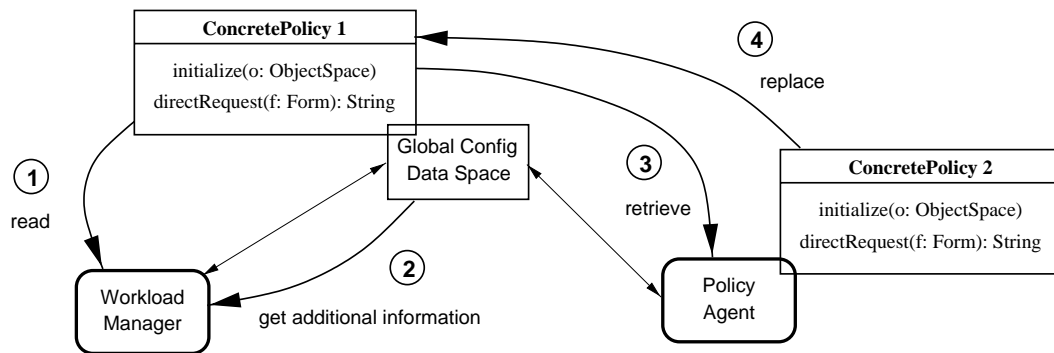 ConcretePolicy 1
initialize(o: ObjectSpace)
directRequest(f: Form): String
4
replace
Global Config
Data Space
1
read
3
retrieve
ConcretePolicy 2
initialize(o: ObjectSpace)
directRequest(f: Form): String
2
get additional information
Workload
Manager
Policy
Agent